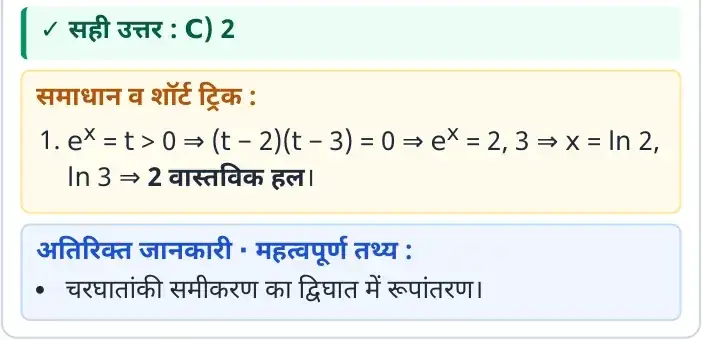 ✓ सही उत्तर : C) 2
समाधान व शॉर्ट ट्रिक :
1. eˣ = t > 0 ⇒ (t − 2)(t − 3) = 0 ⇒ eˣ = 2, 3 ⇒ x = ln 2,
ln 3 ⇒ 2 वास्तविक हल।
अतिरिक्त जानकारी · महत्वपूर्ण तथ्य :
• चरघातांकी समीकरण का द्विघात में रूपांतरण।